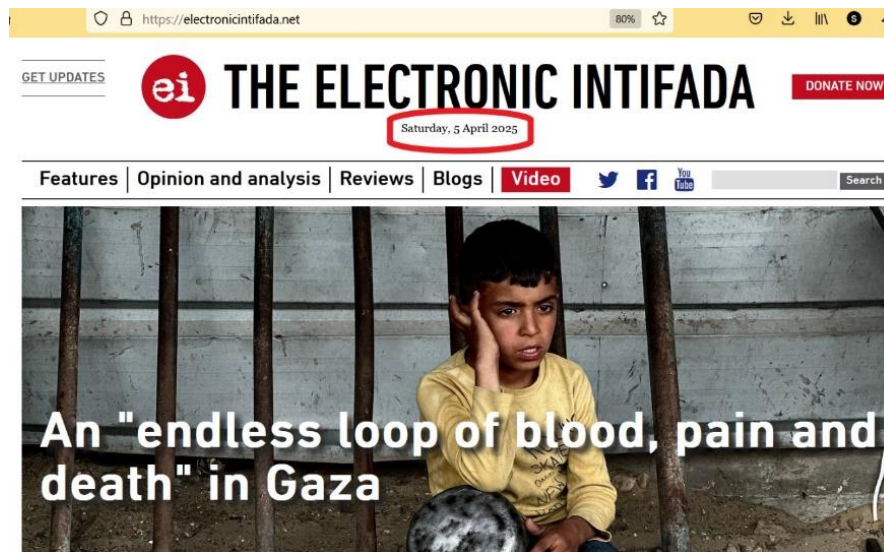 https://electronicintifada.net
80%
S
GET UPDATES
ei
THE ELECTRONIC INTIFADA
DONATE NOW
Saturday, 5 April 2025
Features | Opinion and analysis | Reviews | Blogs | Video
You Tube
Search
An "endless loop of blood, pain and
death" in Gaza